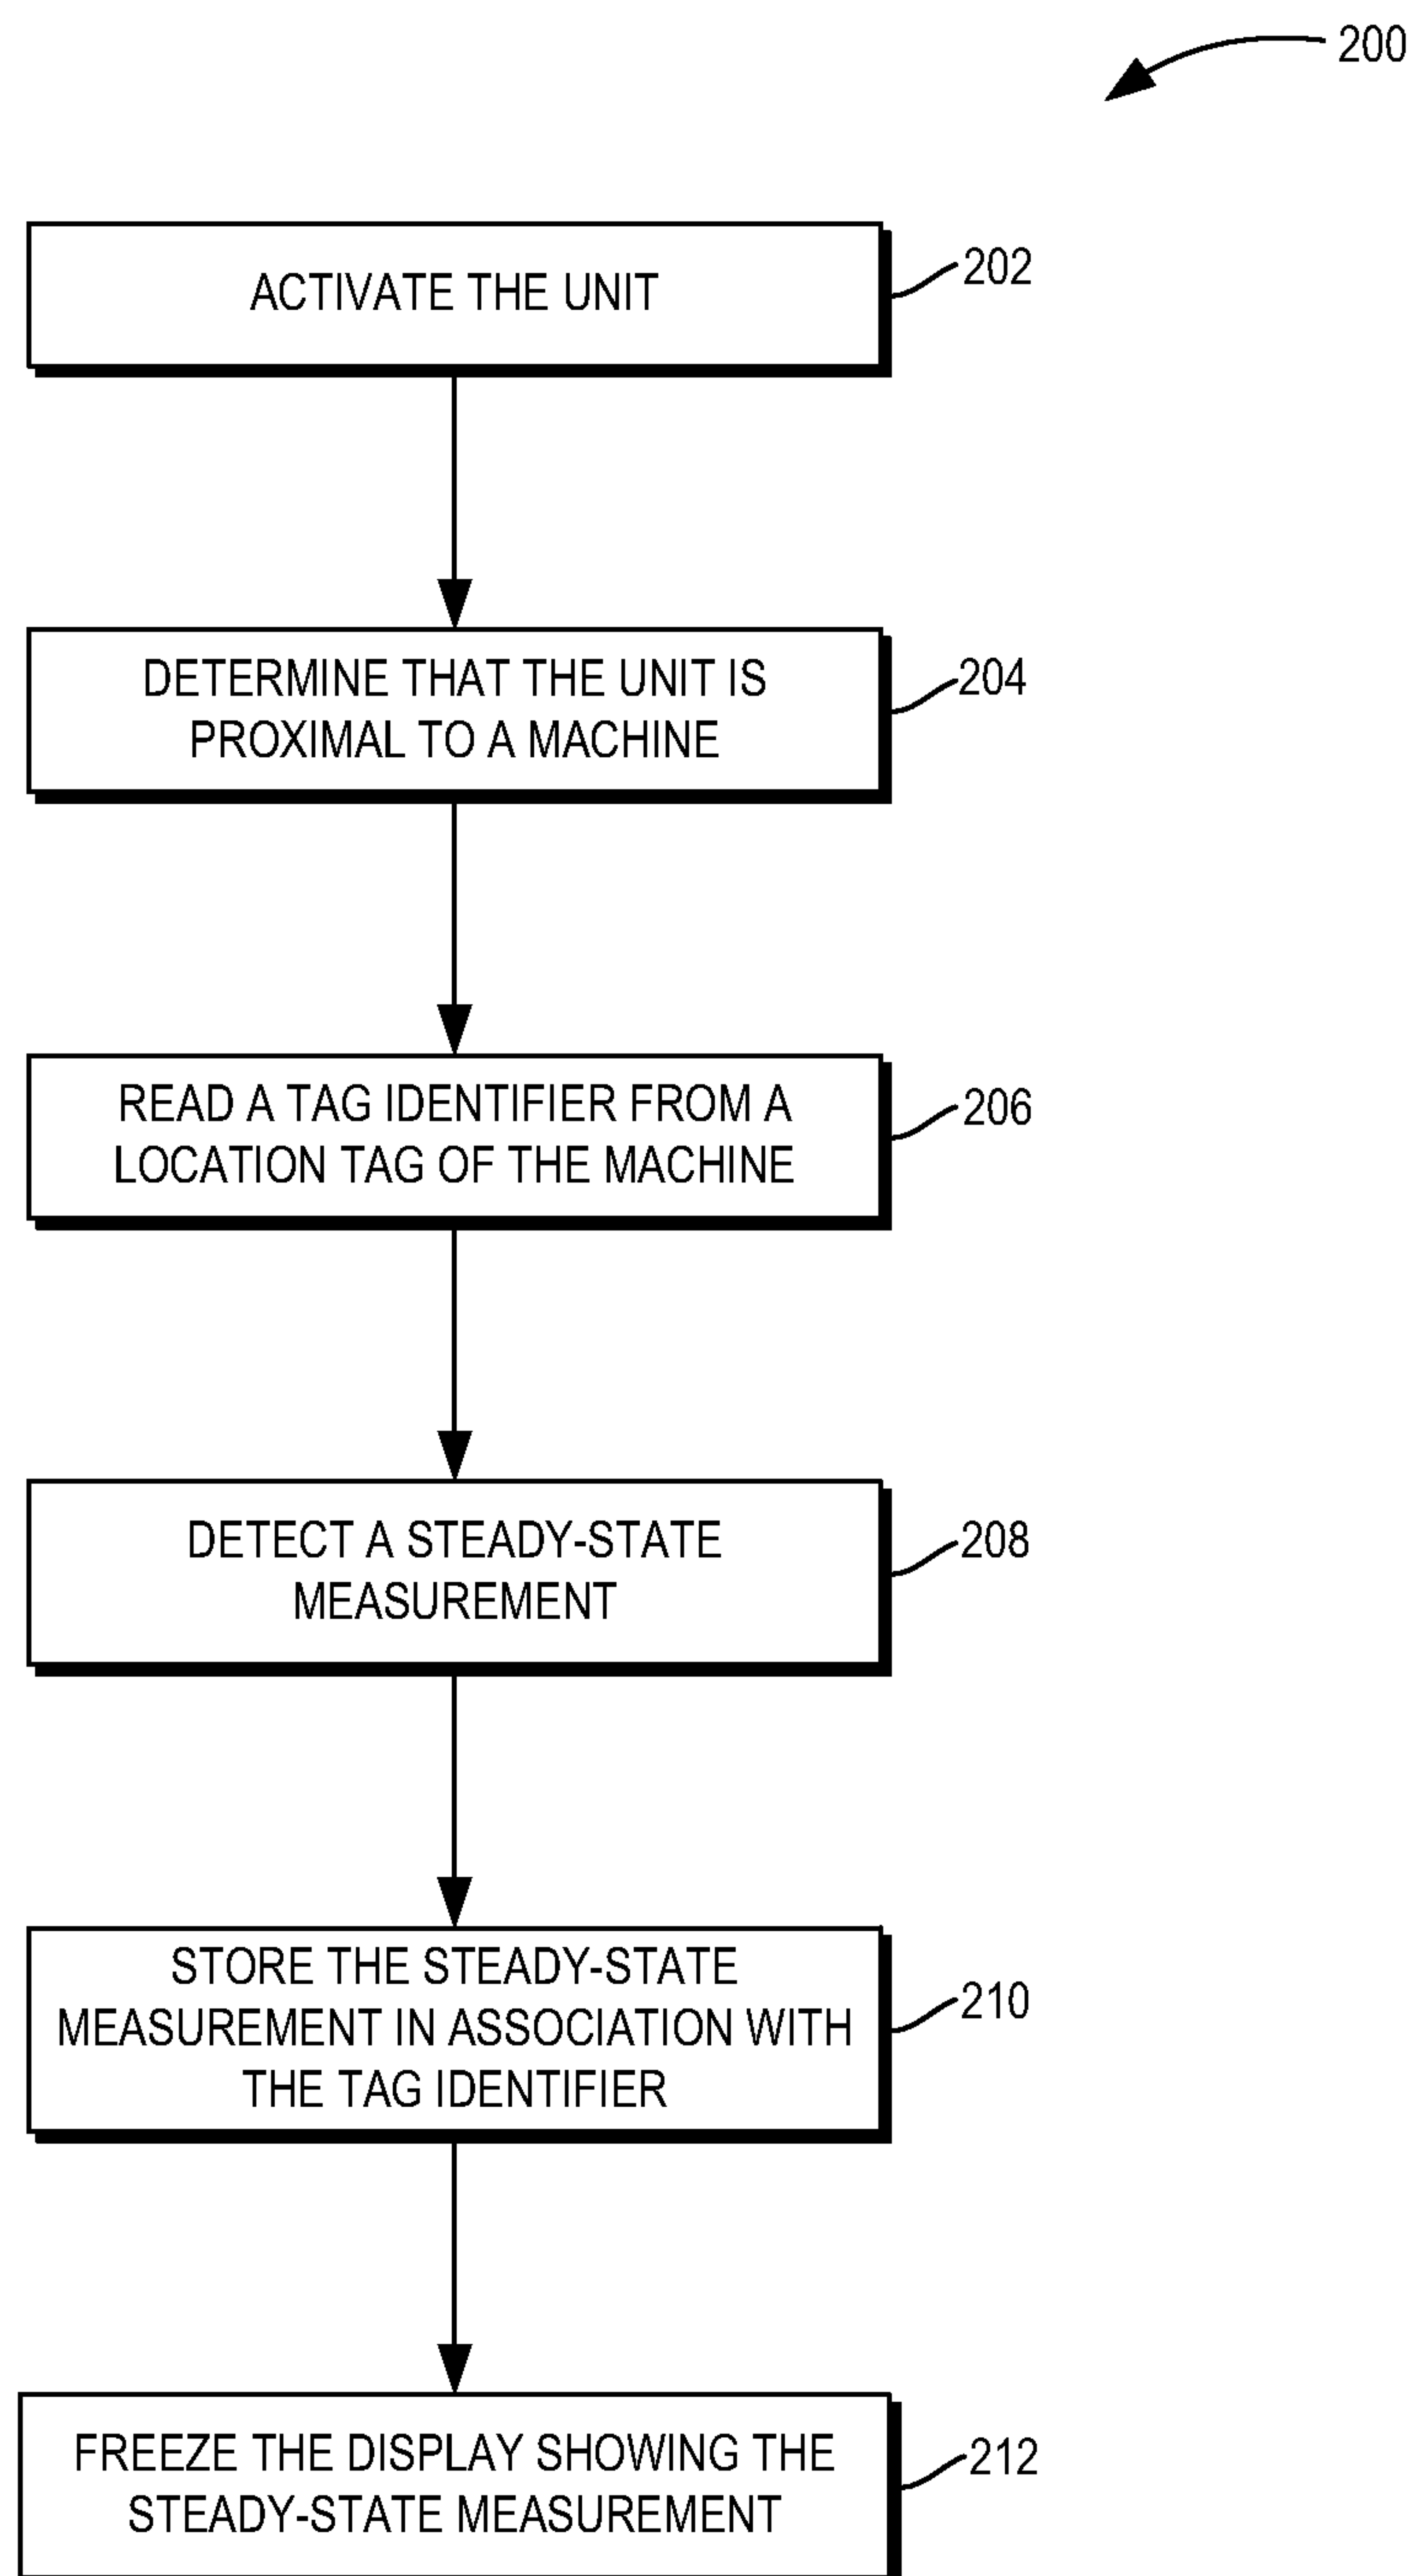 200
ACTIVATE THE UNIT
202
DETERMINE THAT THE UNIT IS
PROXIMAL TO A MACHINE
204
READ A TAG IDENTIFIER FROM A
LOCATION TAG OF THE MACHINE
206
DETECT A STEADY-STATE
MEASUREMENT
208
STORE THE STEADY-STATE
MEASUREMENT IN ASSOCIATION WITH
THE TAG IDENTIFIER
210
FREEZE THE DISPLAY SHOWING THE
STEADY-STATE MEASUREMENT
212